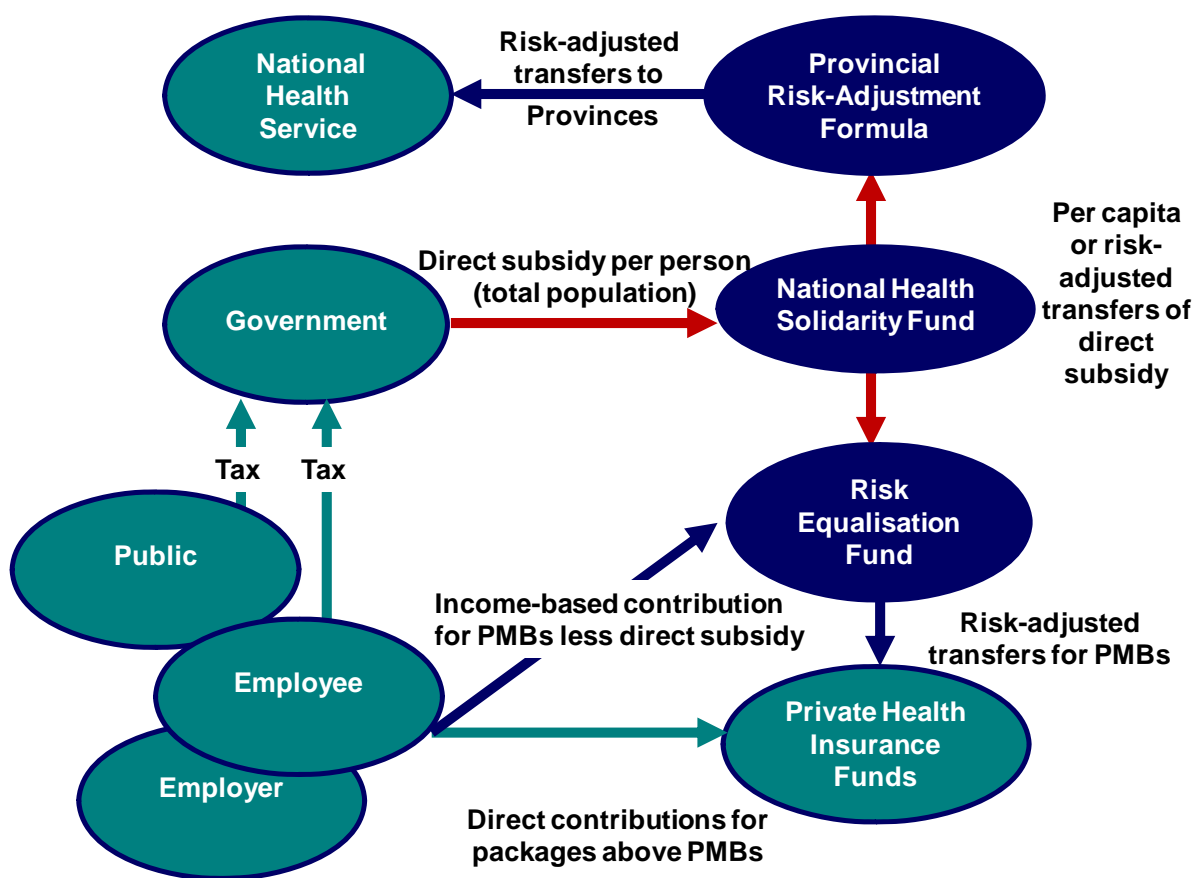 National
Health
Service
Risk-adjusted
transfers to
Provinces
Provincial
Risk-Adjustment
Formula
Government
Direct subsidy per person
(total population)
National Health
Solidarity Fund
Per capita
or risk-
adjusted
transfers of
direct
subsidy
Tax
Tax
Public
Employee
Employer
Income-based contribution
for PMBs less direct subsidy
Risk
Equalisation
Fund
Risk-adjusted
transfers for PMBs
Private Health
Insurance
Funds
Direct contributions for
packages above PMBs